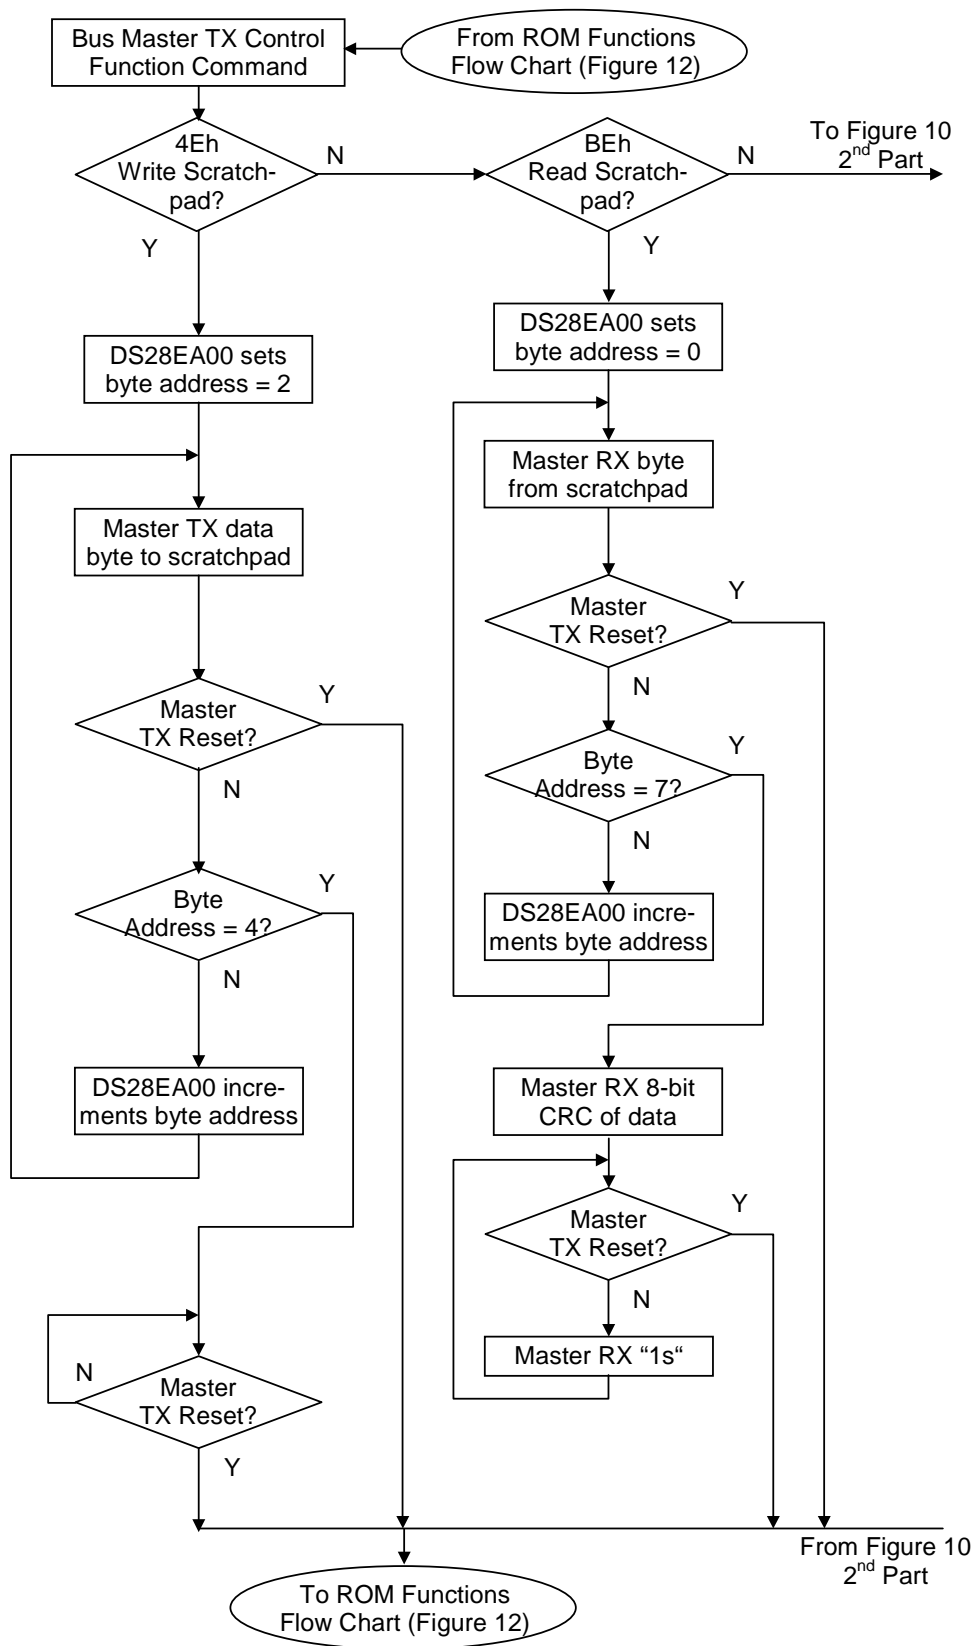 Bus Master TX Control
Function Command
From ROM Functions
Flow Chart (Figure 12)
4Eh
Write Scratch-
pad?
N
Y
BEh
Read Scratch-
pad?
N
Y
To Figure 10
2nd Part
DS28EA00 sets
byte address = 2
Master TX data
byte to scratchpad
Master
TX Reset?
Y
N
Byte
Address = 4?
Y
N
DS28EA00 incre-
ments byte address
N
Master
TX Reset?
Y
DS28EA00 sets
byte address = 0
Master RX byte
from scratchpad
Master
TX Reset?
Y
N
Byte
Address = 7?
Y
N
DS28EA00 incre-
ments byte address
Master RX 8-bit
CRC of data
Master
TX Reset?
Y
N
Master RX “1s“
From Figure 10
2nd Part
To ROM Functions
Flow Chart (Figure 12)